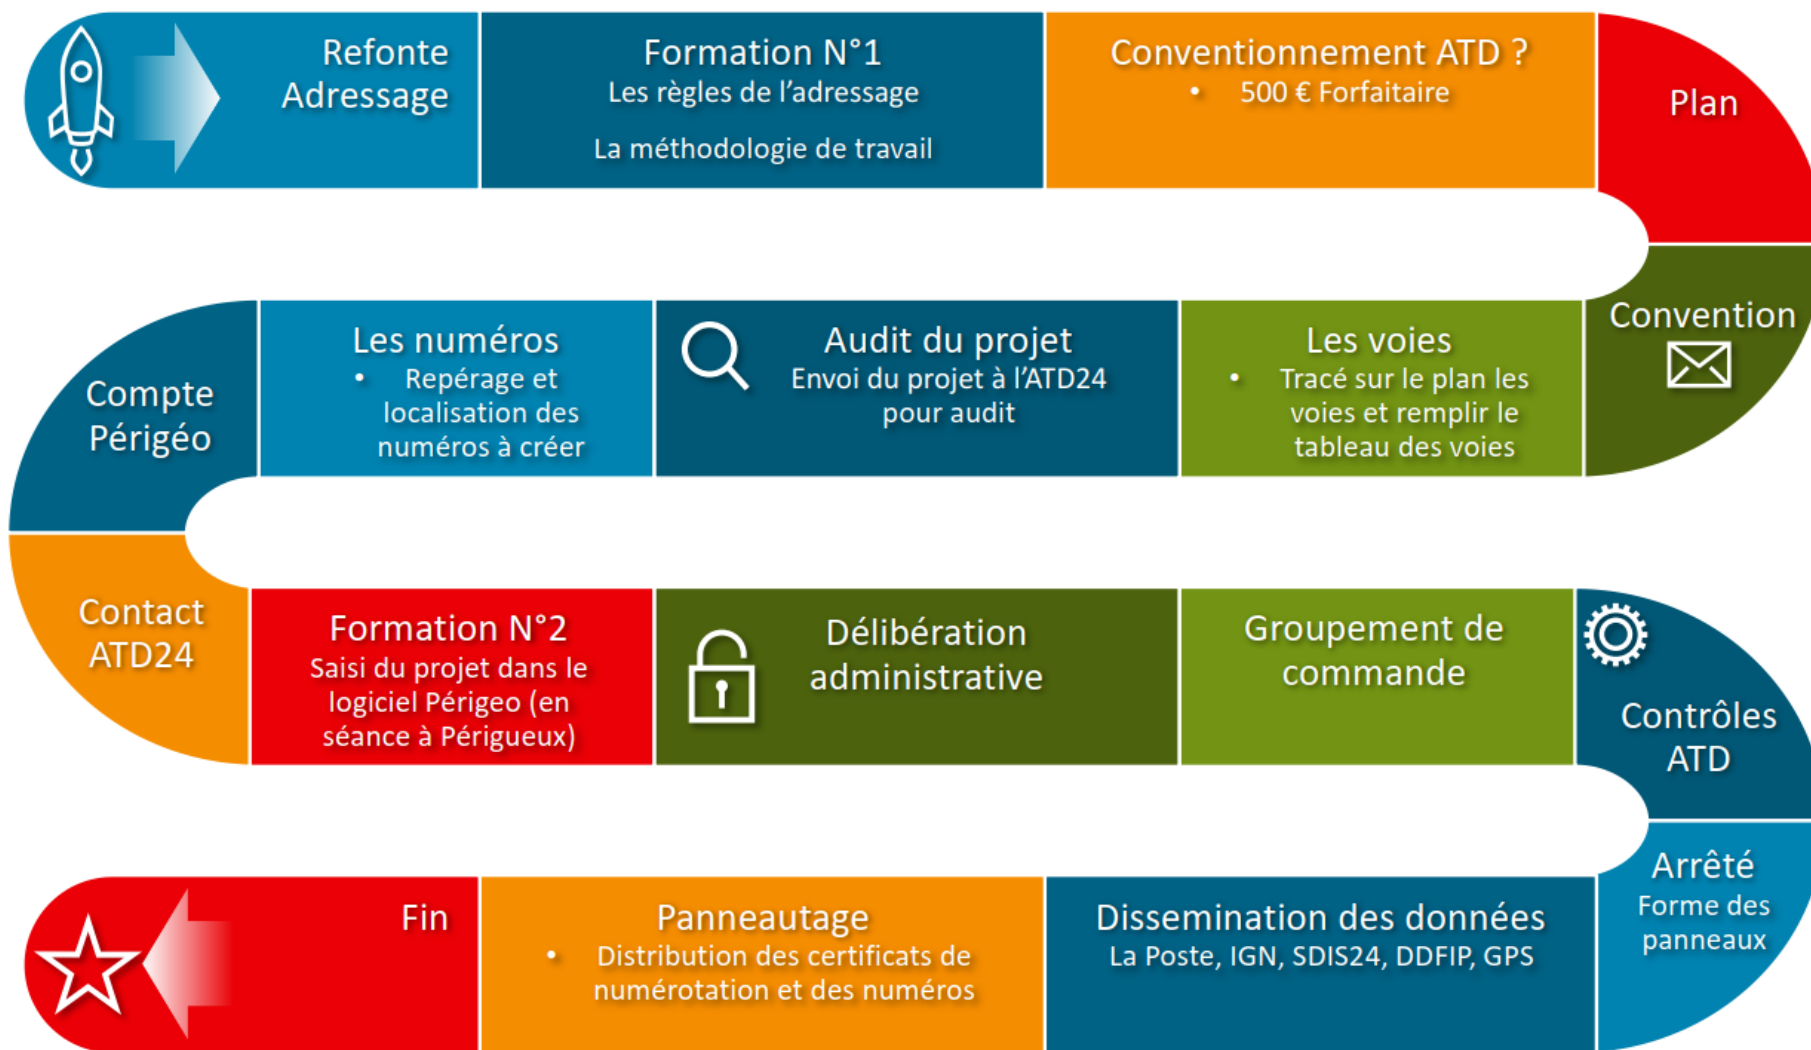 Refonte
Adressage
Formation N°1
Les règles de l'adressage
La méthodologie de travail
Conventionnement ATD ?
• 500 € Forfaitaire
Plan
Convention
Les voies
• Tracé sur le plan les
voies et remplir le
tableau des voies
Audit du projet
Envoi du projet à l'ATD24
pour audit
Les numéros
• Repérage et
localisation des
numéros à créer
Compte
Périgéo
Contact
ATD24
Formation N°2
Saisi du projet dans le
logiciel Périgeo (en
séance à Périgueux)
Délibération
administrative
Groupement de
commande
Contrôles
ATD
Arrêté
Forme des
panneaux
Dissemination des données
La Poste, IGN, SDIS24, DDFIP, GPS
Panneautage
• Distribution des certificats de
numérotation et des numéros
Fin